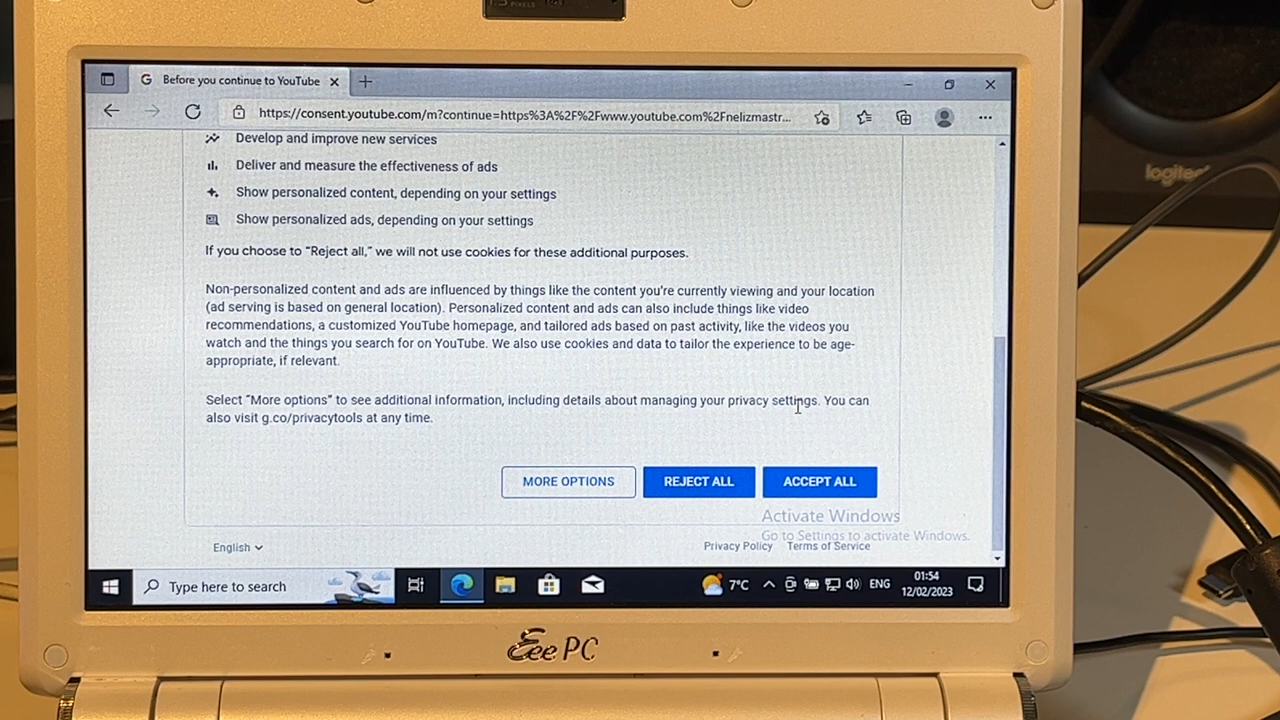 1.3 PIXELS
Before you continue to YouTube
https://consent.youtube.com/m?continue=https%3A%2F%2Fwww.youtube.com%2Fnelizmastr...
Develop and improve new services
Deliver and measure the effectiveness of ads
Show personalized content, depending on your settings
Show personalized ads, depending on your settings
If you choose to “Reject all,” we will not use cookies for these additional purposes.
Non-personalized content and ads are influenced by things like the content you’re currently viewing and your location
(ad serving is based on general location). Personalized content and ads can also include things like video
recommendations, a customized YouTube homepage, and tailored ads based on past activity, like the videos you
watch and the things you search for on YouTube. We also use cookies and data to tailor the experience to be age-
appropriate, if relevant.
Select “More options” to see additional information, including details about managing your privacy settings. You can
also visit g.co/privacytools at any time.
MORE OPTIONS REJECT ALL ACCEPT ALL
Activate Windows
Go to Settings to activate Windows.
English Privacy Policy Terms of Service
Type here to search 7°C ENG 01:54
12/02/2023
Eee PC
logitech